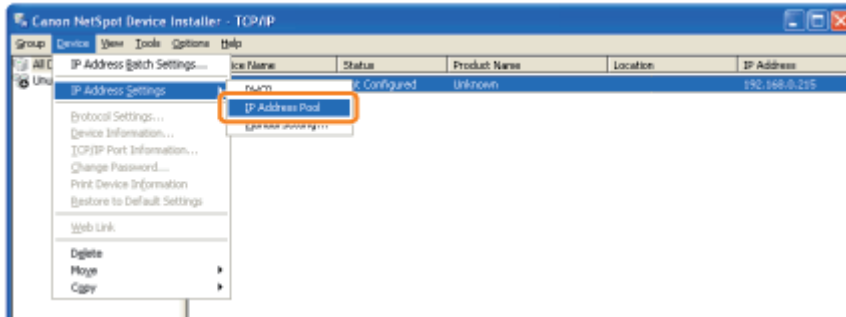 Canon NetSpot Device Installer - TCP/IP
Group Device View Tools Options Help
All D
ice Name Status Product Name Location IP Address
Unu
t Configured Unknown 192.168.0.215
IP Address Batch Settings...
IP Address Settings
DHCP
IP Address Pool
Manual Setting...
Protocol Settings...
Device Information...
TCP/IP Port Information...
Change Password...
Print Device Information
Restore to Default Settings
Web Link
Delete
Move
Copy